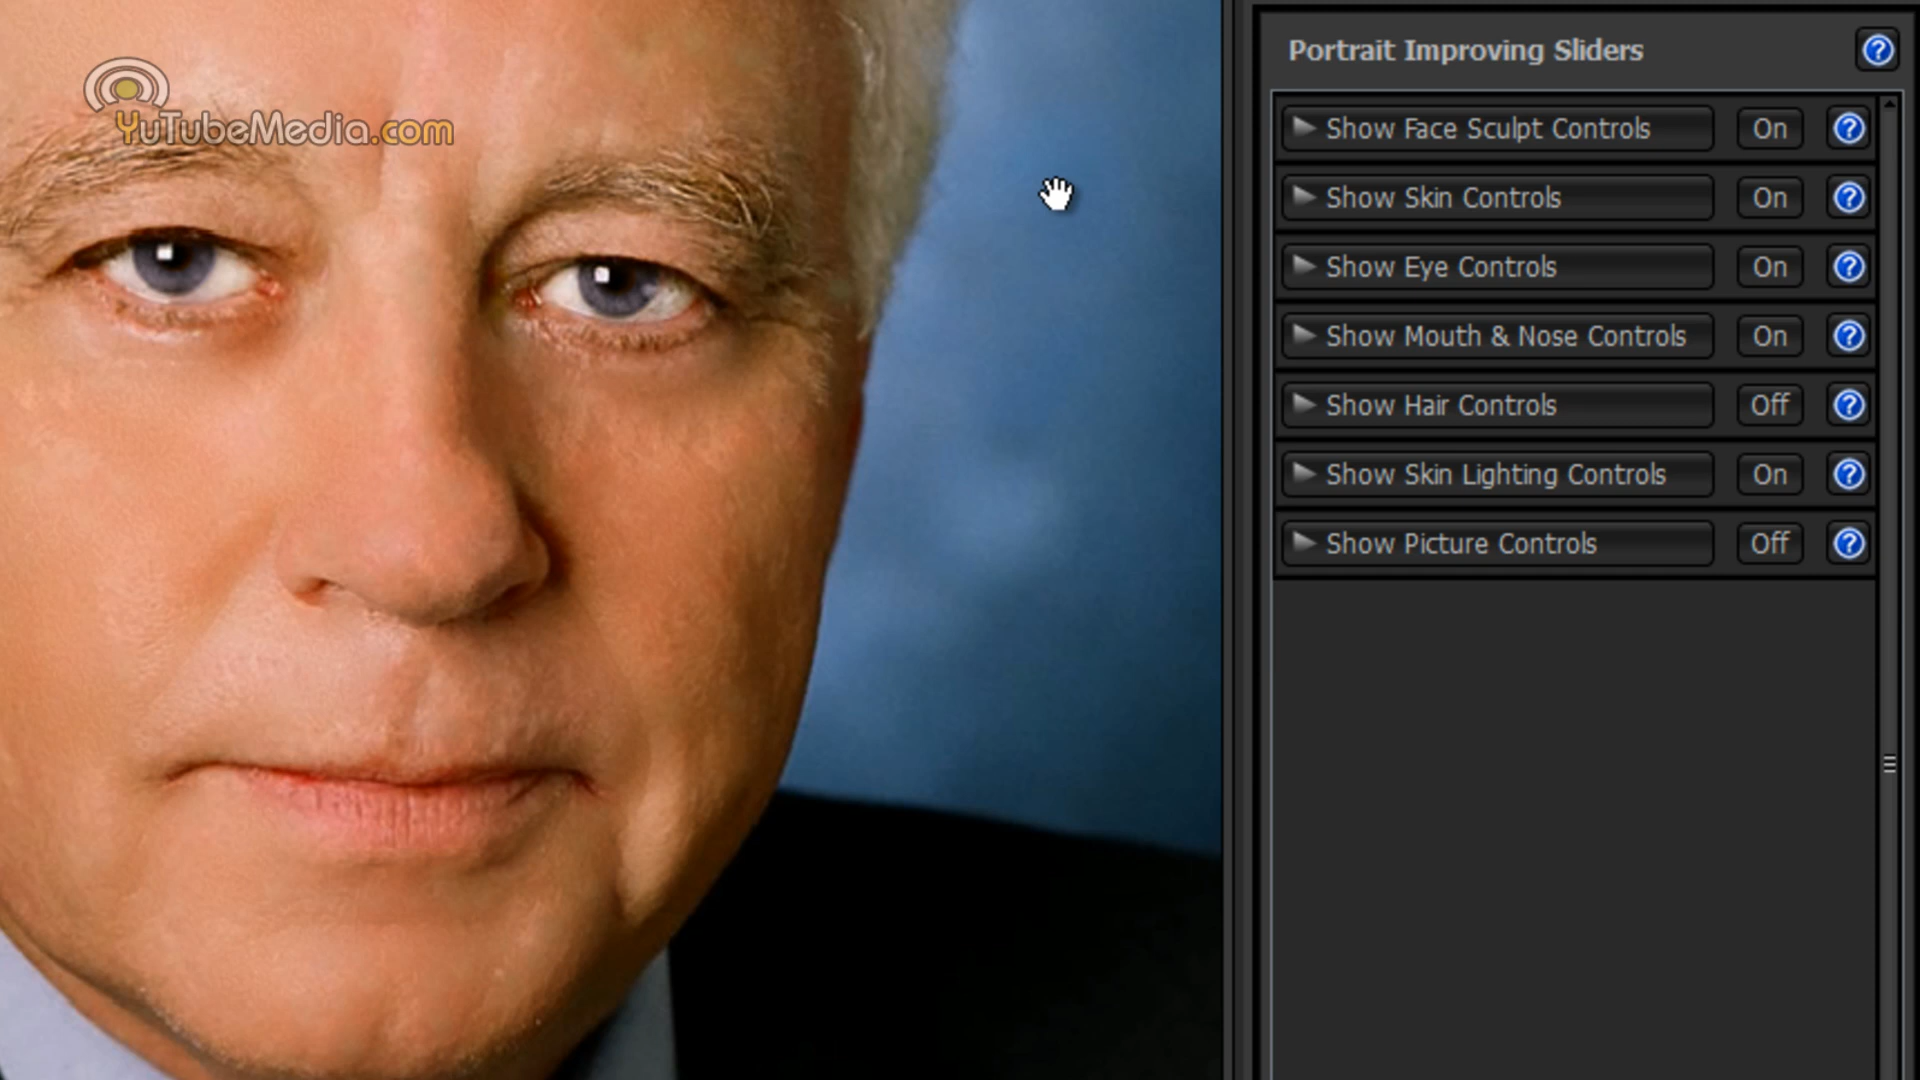 YuTubeMedia.com
Portrait Improving Sliders
Show Face Sculpt Controls On
Show Skin Controls On
Show Eye Controls On
Show Mouth & Nose Controls On
Show Hair Controls Off
Show Skin Lighting Controls On
Show Picture Controls Off